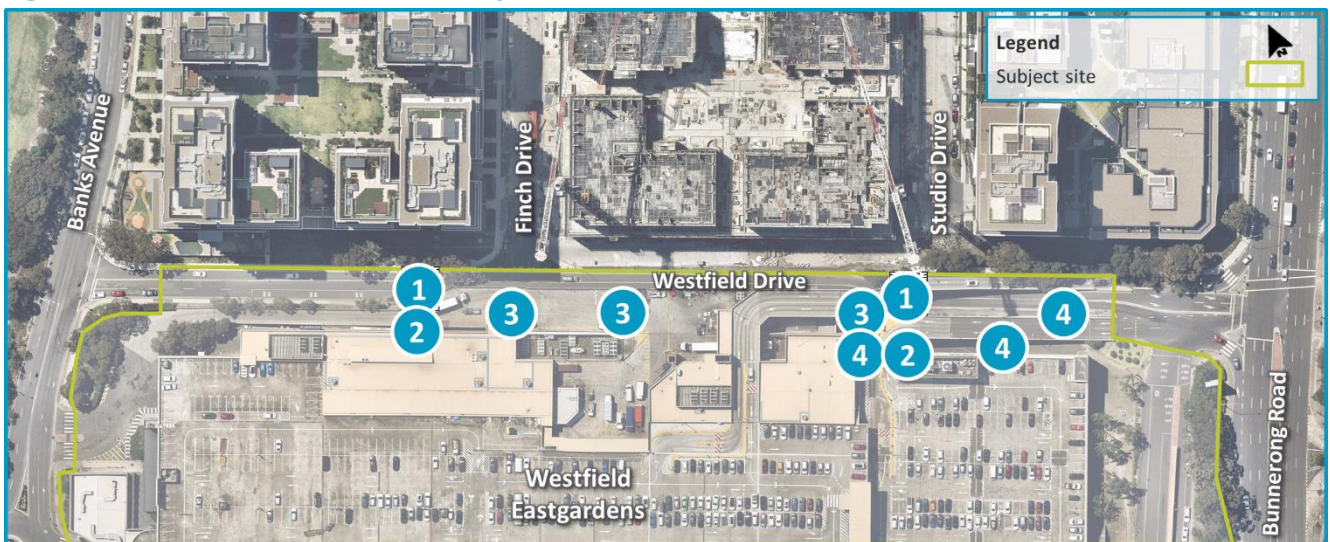 Legend
Subject site
Banks Avenue
Finch Drive
Studio Drive
Westfield Drive
1
1
3
3
3
4
2
4
2
4
Westfield
Eastgardens
Bunnerong Road